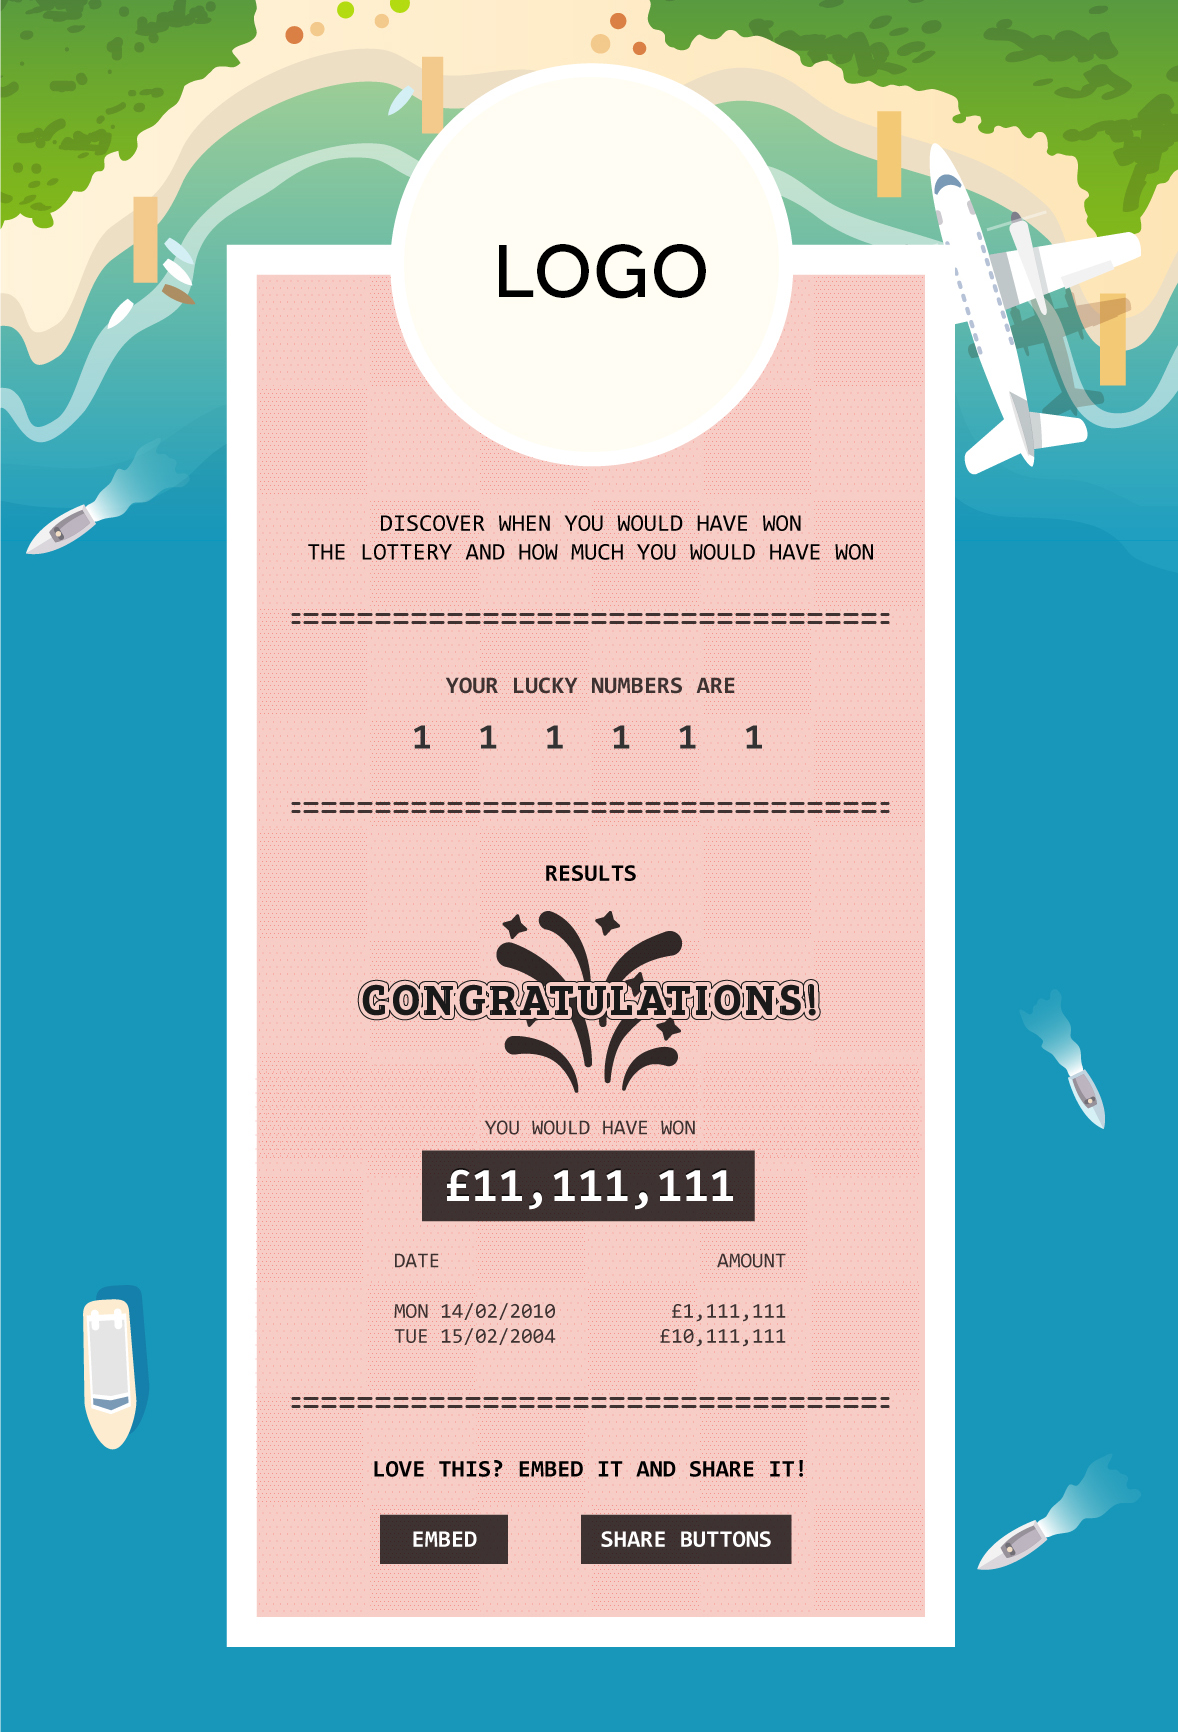 LOGO
DISCOVER WHEN YOU WOULD HAVE WON
THE LOTTERY AND HOW MUCH YOU WOULD HAVE WON
==================================
YOUR LUCKY NUMBERS ARE
1 1 1 1 1 1
==================================
RESULTS
CONGRATULATIONS!
YOU WOULD HAVE WON
£11,111,111
DATE AMOUNT
MON 14/02/2010 £1,111,111
TUE 15/02/2004 £10,111,111
==================================
LOVE THIS? EMBED IT AND SHARE IT!
EMBED SHARE BUTTONS